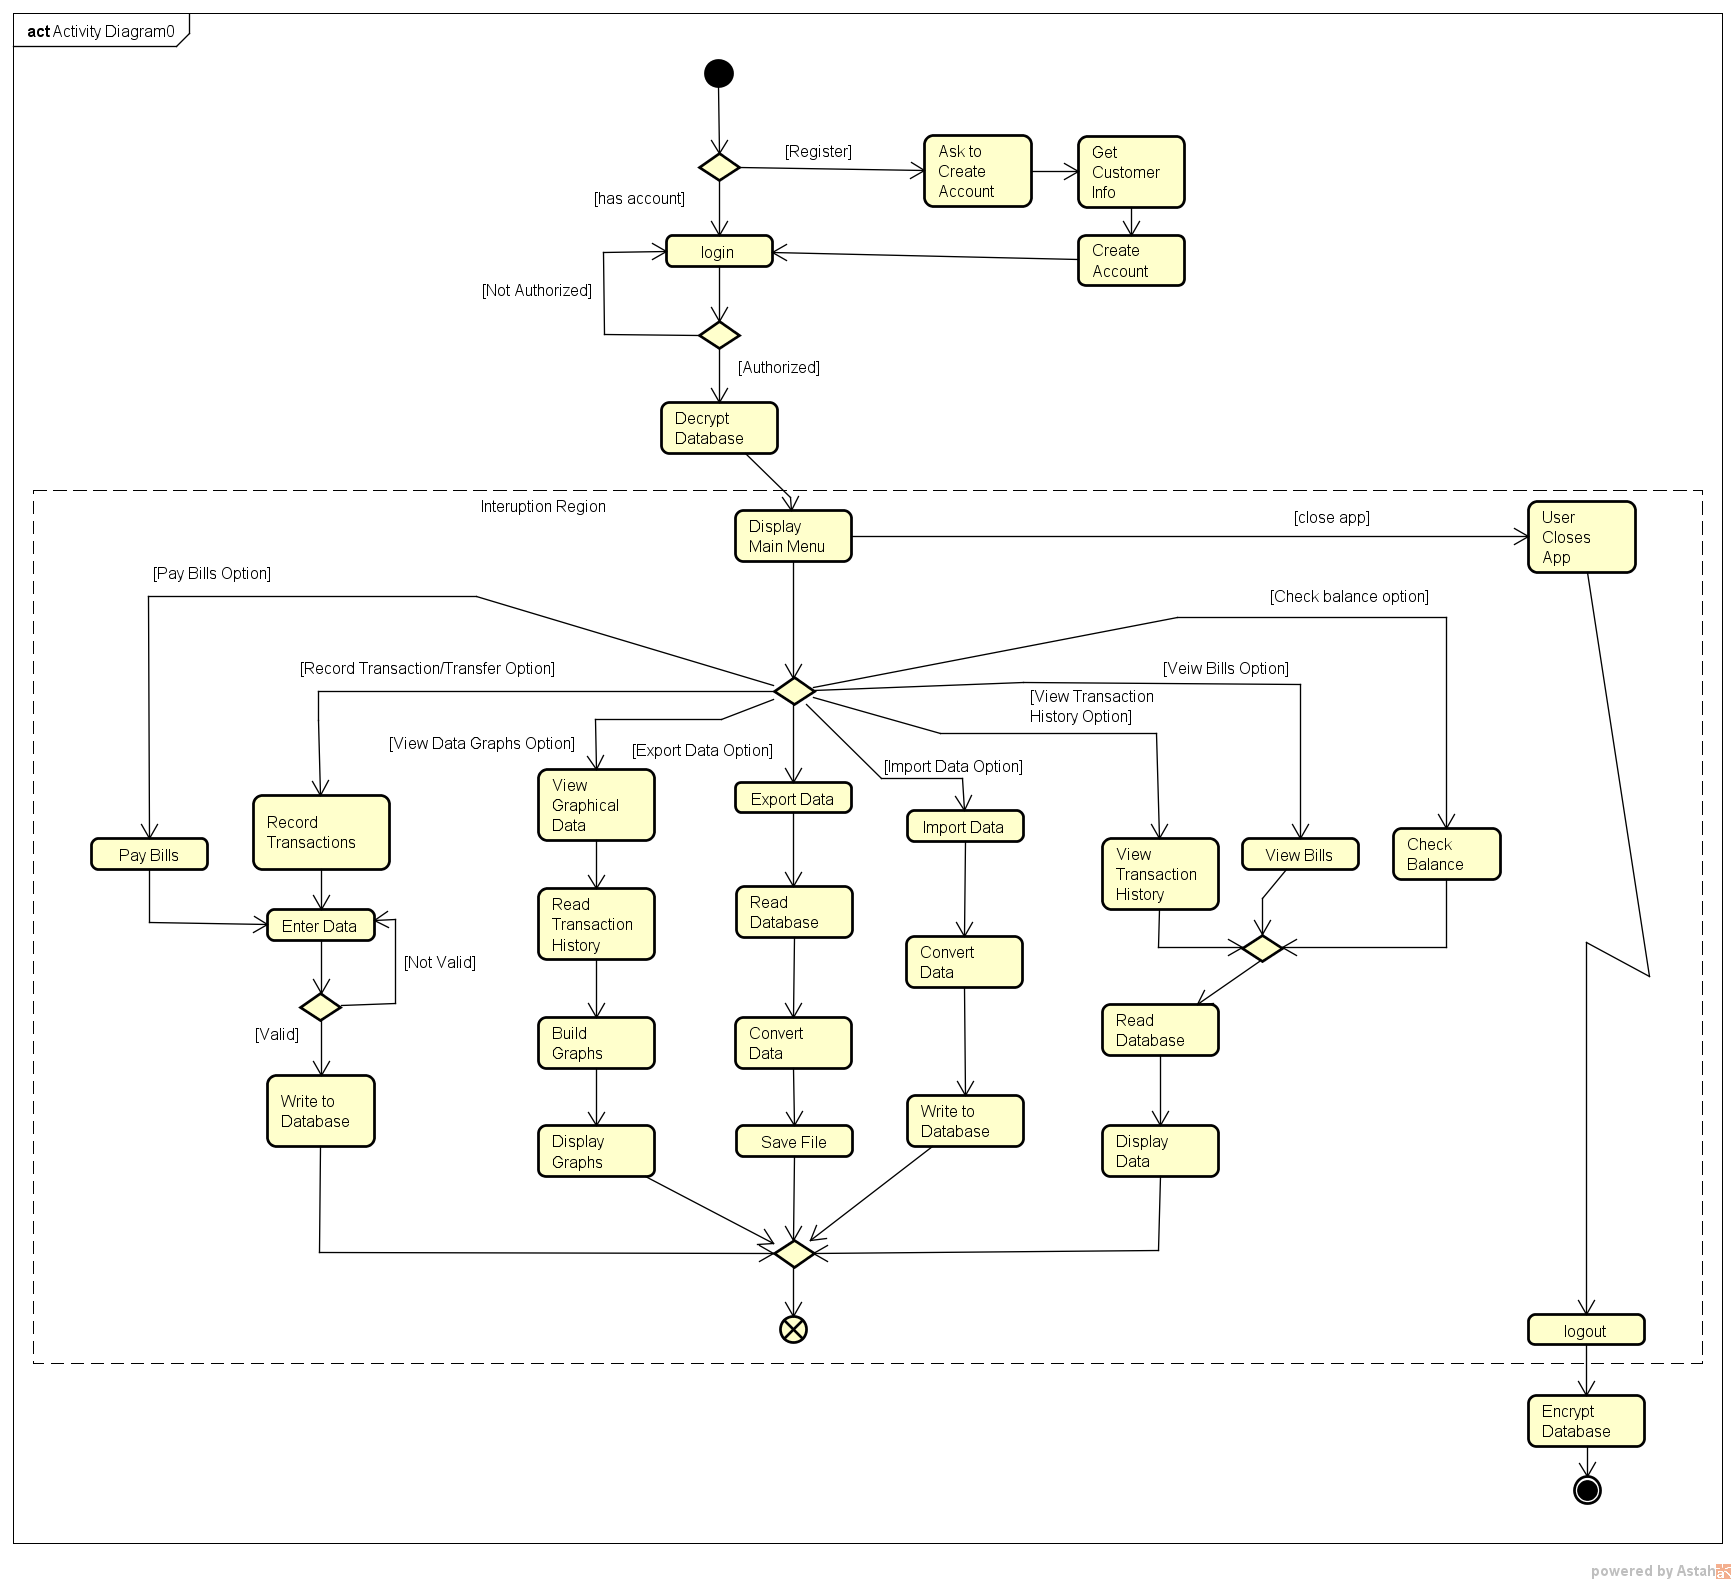 act Activity Diagram0
[Register]
Ask to
Create
Account
Get
Customer
Info
[has account]
login
Create
Account
[Not Authorized]
[Authorized]
Decrypt
Database
Interuption Region
Display
Main Menu
[close app]
User
Closes
App
[Pay Bills Option]
[Check balance option]
[Record Transaction/Transfer Option]
[Veiw Bills Option]
[View Transaction
History Option]
[View Data Graphs Option]
[Export Data Option]
[Import Data Option]
Pay Bills
Record
Transactions
View
Graphical
Data
Export Data
Import Data
View
Transaction
History
View Bills
Check
Balance
Enter Data
[Not Valid]
Read
Transaction
History
Read
Database
Convert
Data
[Valid]
Build
Graphs
Convert
Data
Read
Database
Write to
Database
Display
Graphs
Save File
Write to
Database
Display
Data
logout
Encrypt
Database
powered by Astah